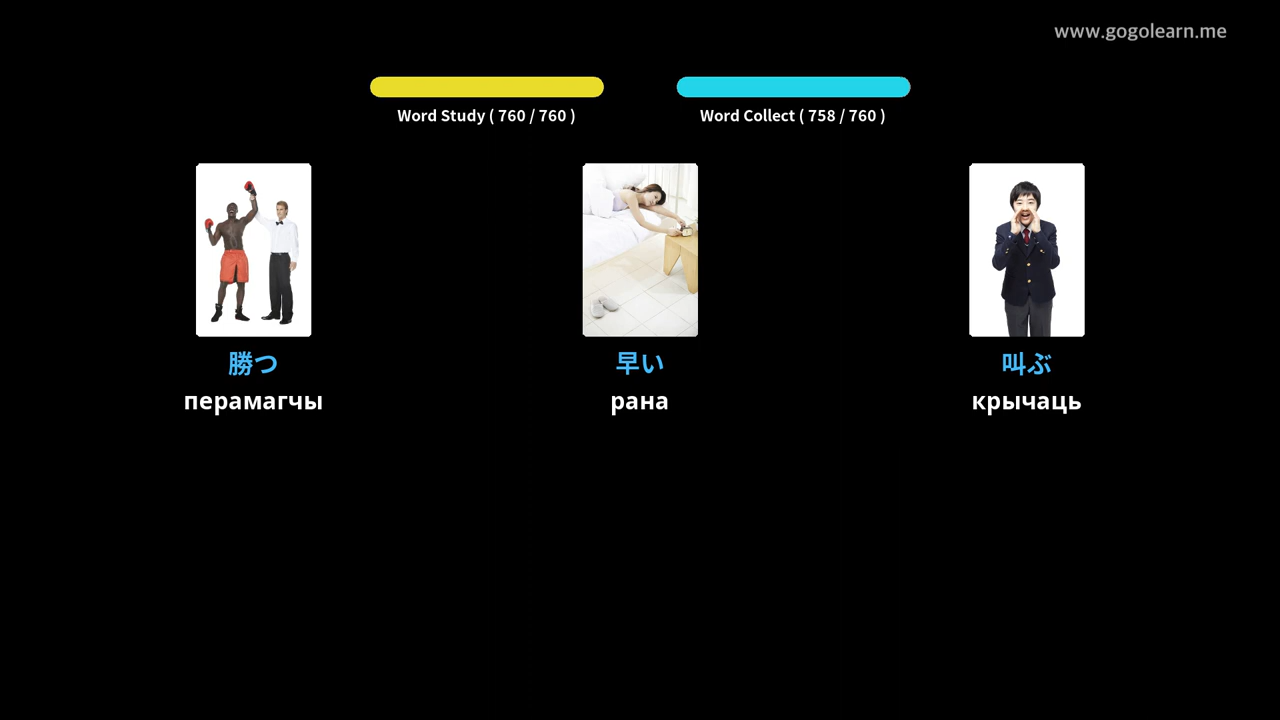 www.gogolearn.me
Word Study ( 760 / 760 )
Word Collect ( 758 / 760 )
勝つ
早い
叫ぶ
перамагчы
рана
крычаць